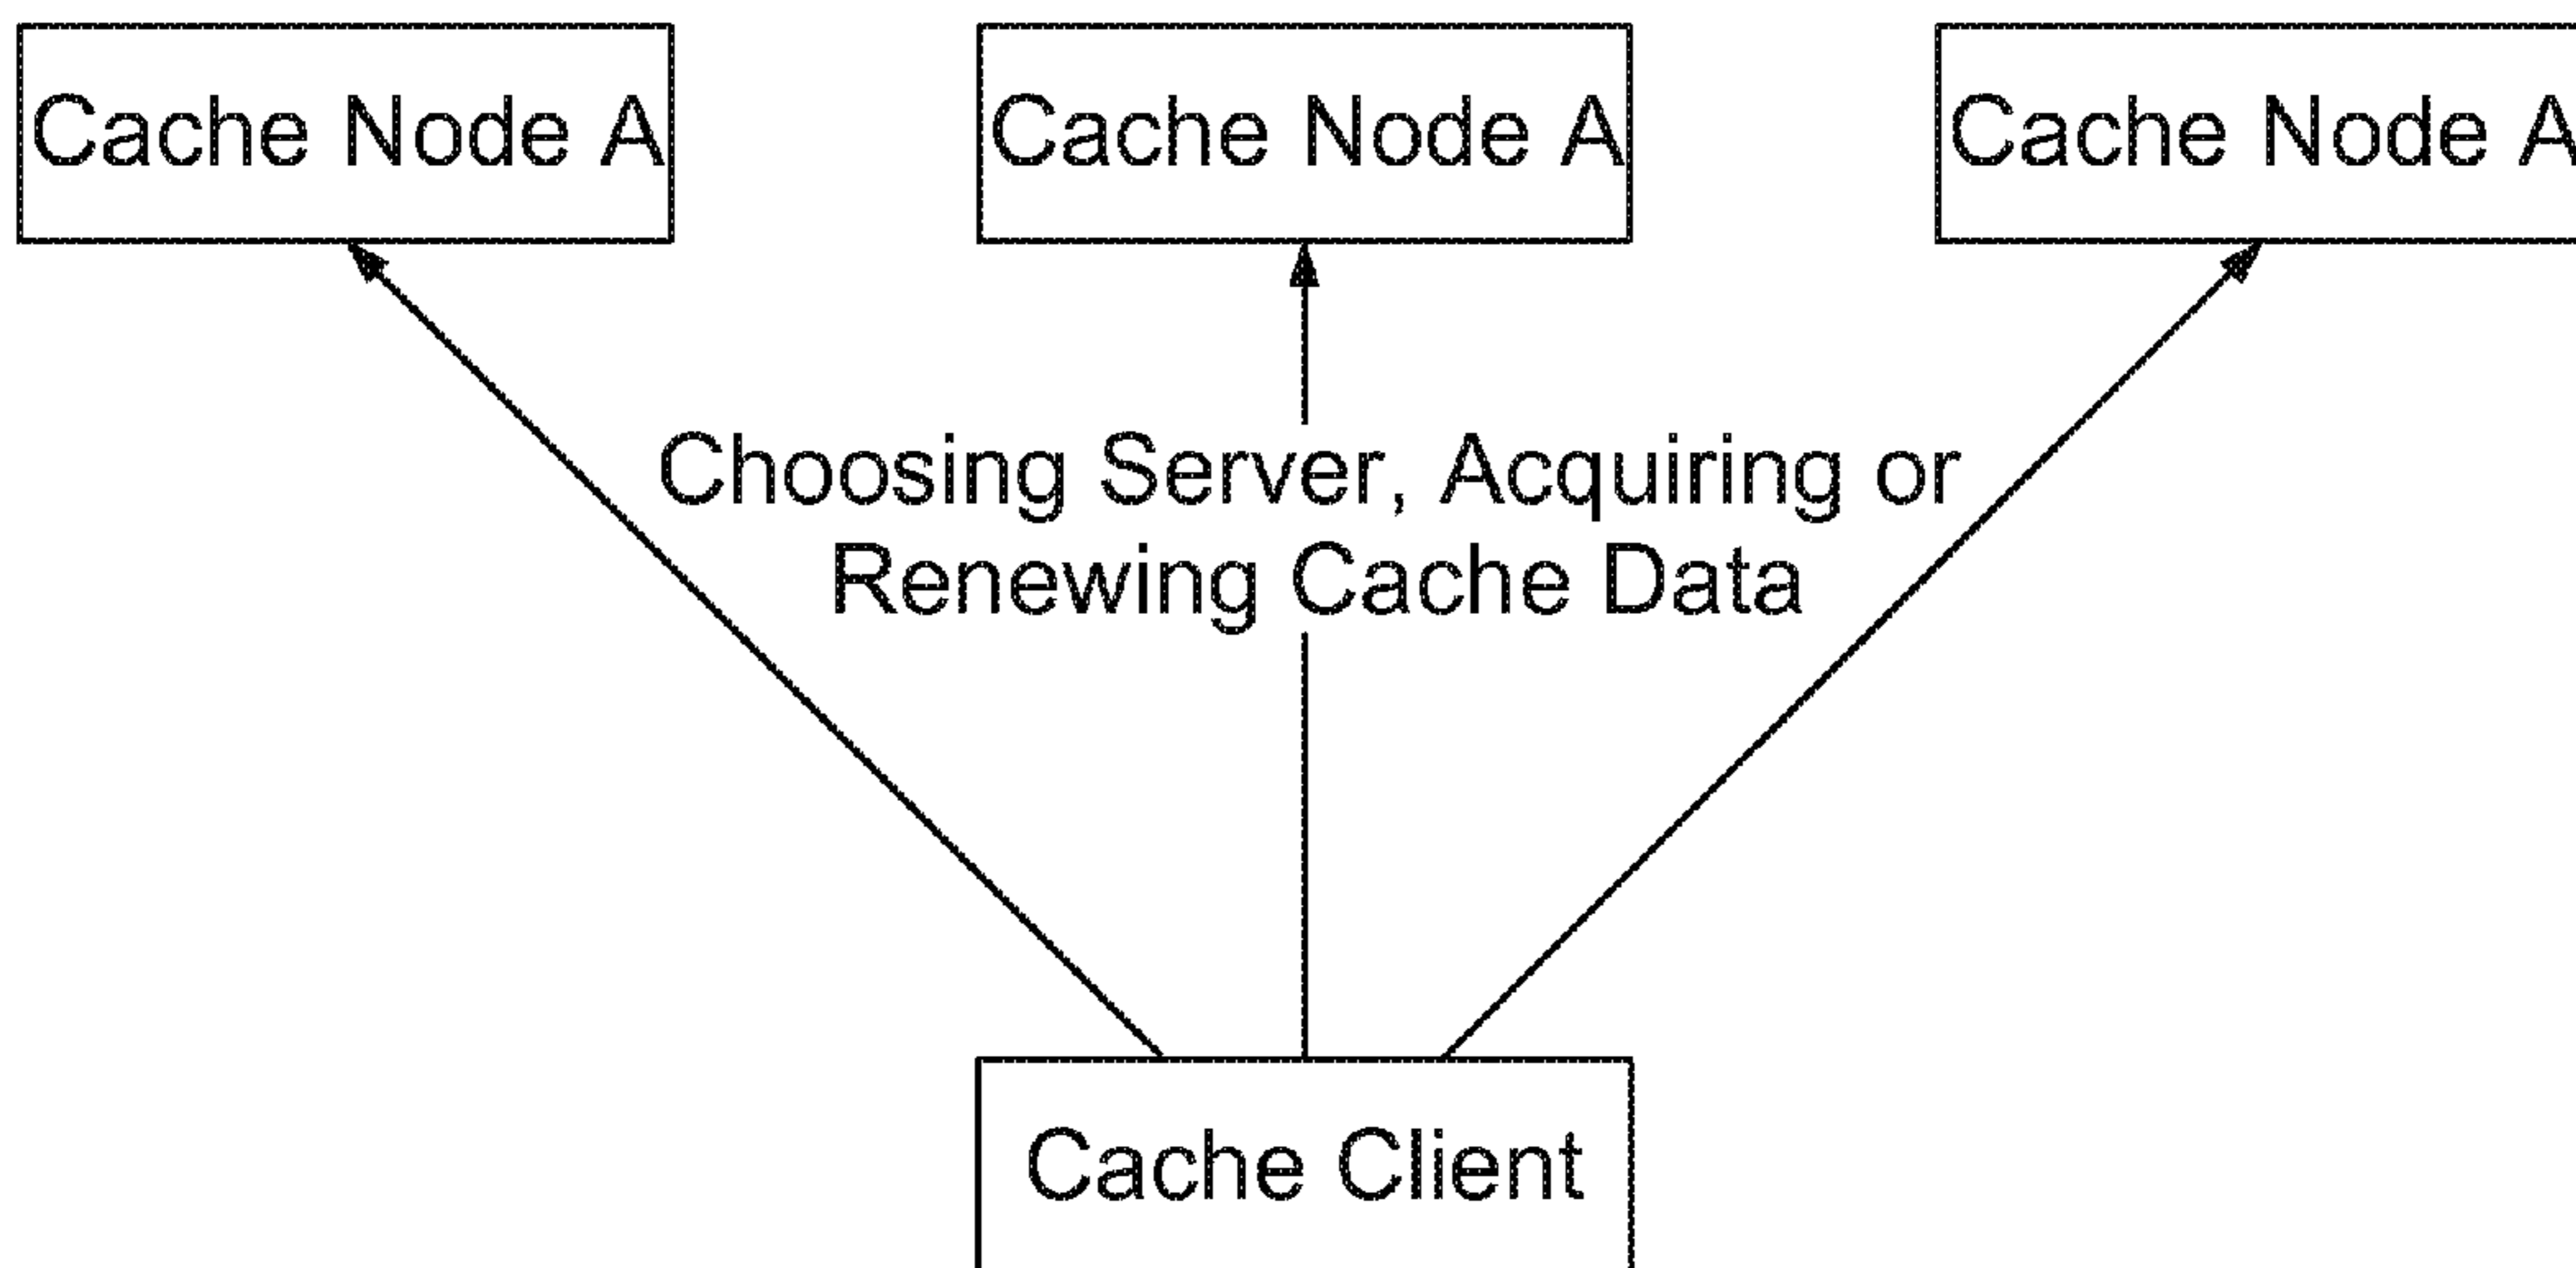 Cache Node A
Cache Node A
Cache Node A
Choosing Server, Acquiring or
Renewing Cache Data
Cache Client